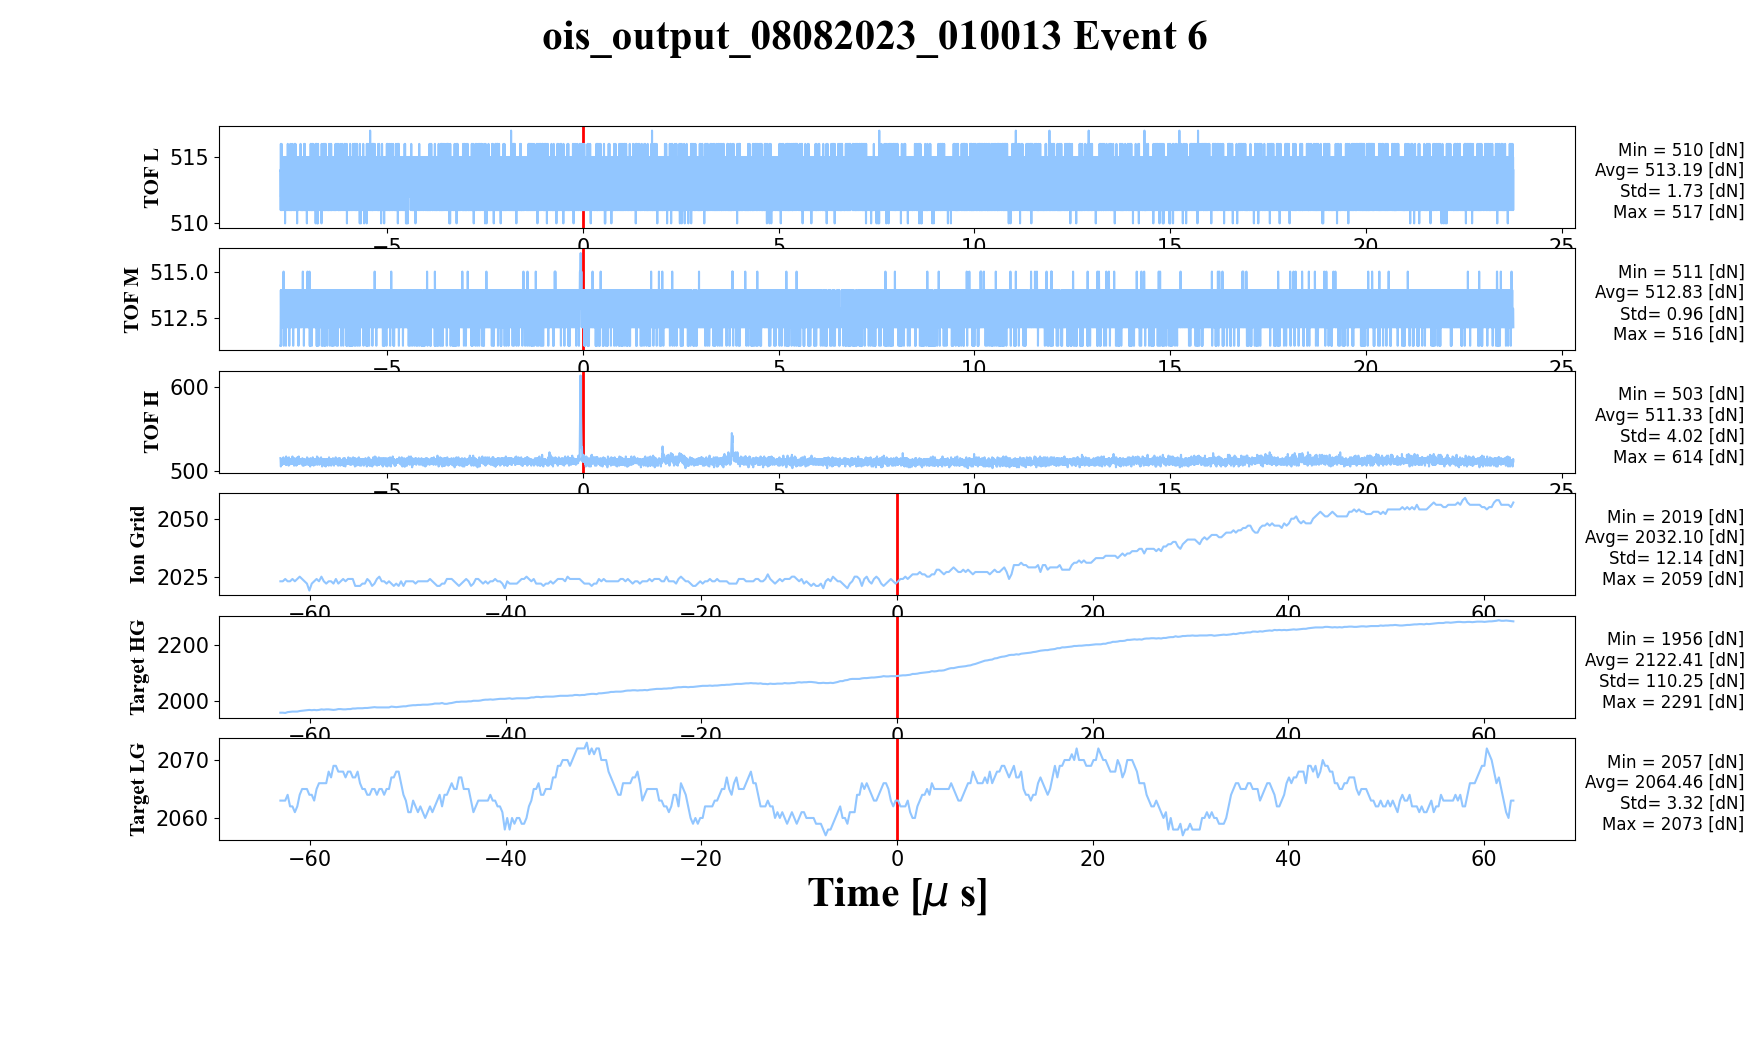 ois_output_08082023_010013 Event 6
TOF L
515
510
−5 0 5 10 15 20 25
Min = 510 [dN]
Avg= 513.19 [dN]
Std= 1.73 [dN]
Max = 517 [dN]
TOF M
515.0
512.5
−5 0 5 10 15 20 25
Min = 511 [dN]
Avg= 512.83 [dN]
Std= 0.96 [dN]
Max = 516 [dN]
TOF H
600
500
−5 0 5 10 15 20 25
Min = 503 [dN]
Avg= 511.33 [dN]
Std= 4.02 [dN]
Max = 614 [dN]
Ion Grid
2050
2025
−60 −40 −20 0 20 40 60
Min = 2019 [dN]
Avg= 2032.10 [dN]
Std= 12.14 [dN]
Max = 2059 [dN]
Target HG
2200
2000
−60 −40 −20 0 20 40 60
Min = 1956 [dN]
Avg= 2122.41 [dN]
Std= 110.25 [dN]
Max = 2291 [dN]
Target LG
2070
2060
−60 −40 −20 0 20 40 60
Min = 2057 [dN]
Avg= 2064.46 [dN]
Std= 3.32 [dN]
Max = 2073 [dN]
Time [μ s]